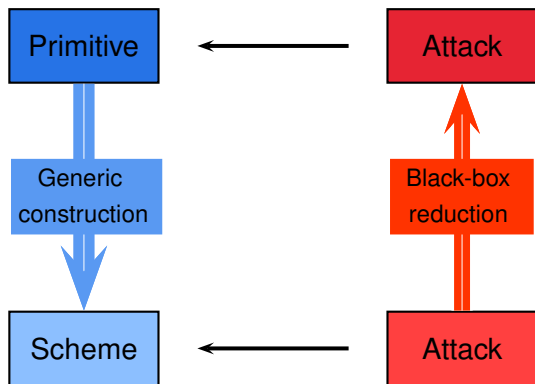 Primitive
Attack
Generic
construction
Black-box
reduction
Scheme
Attack